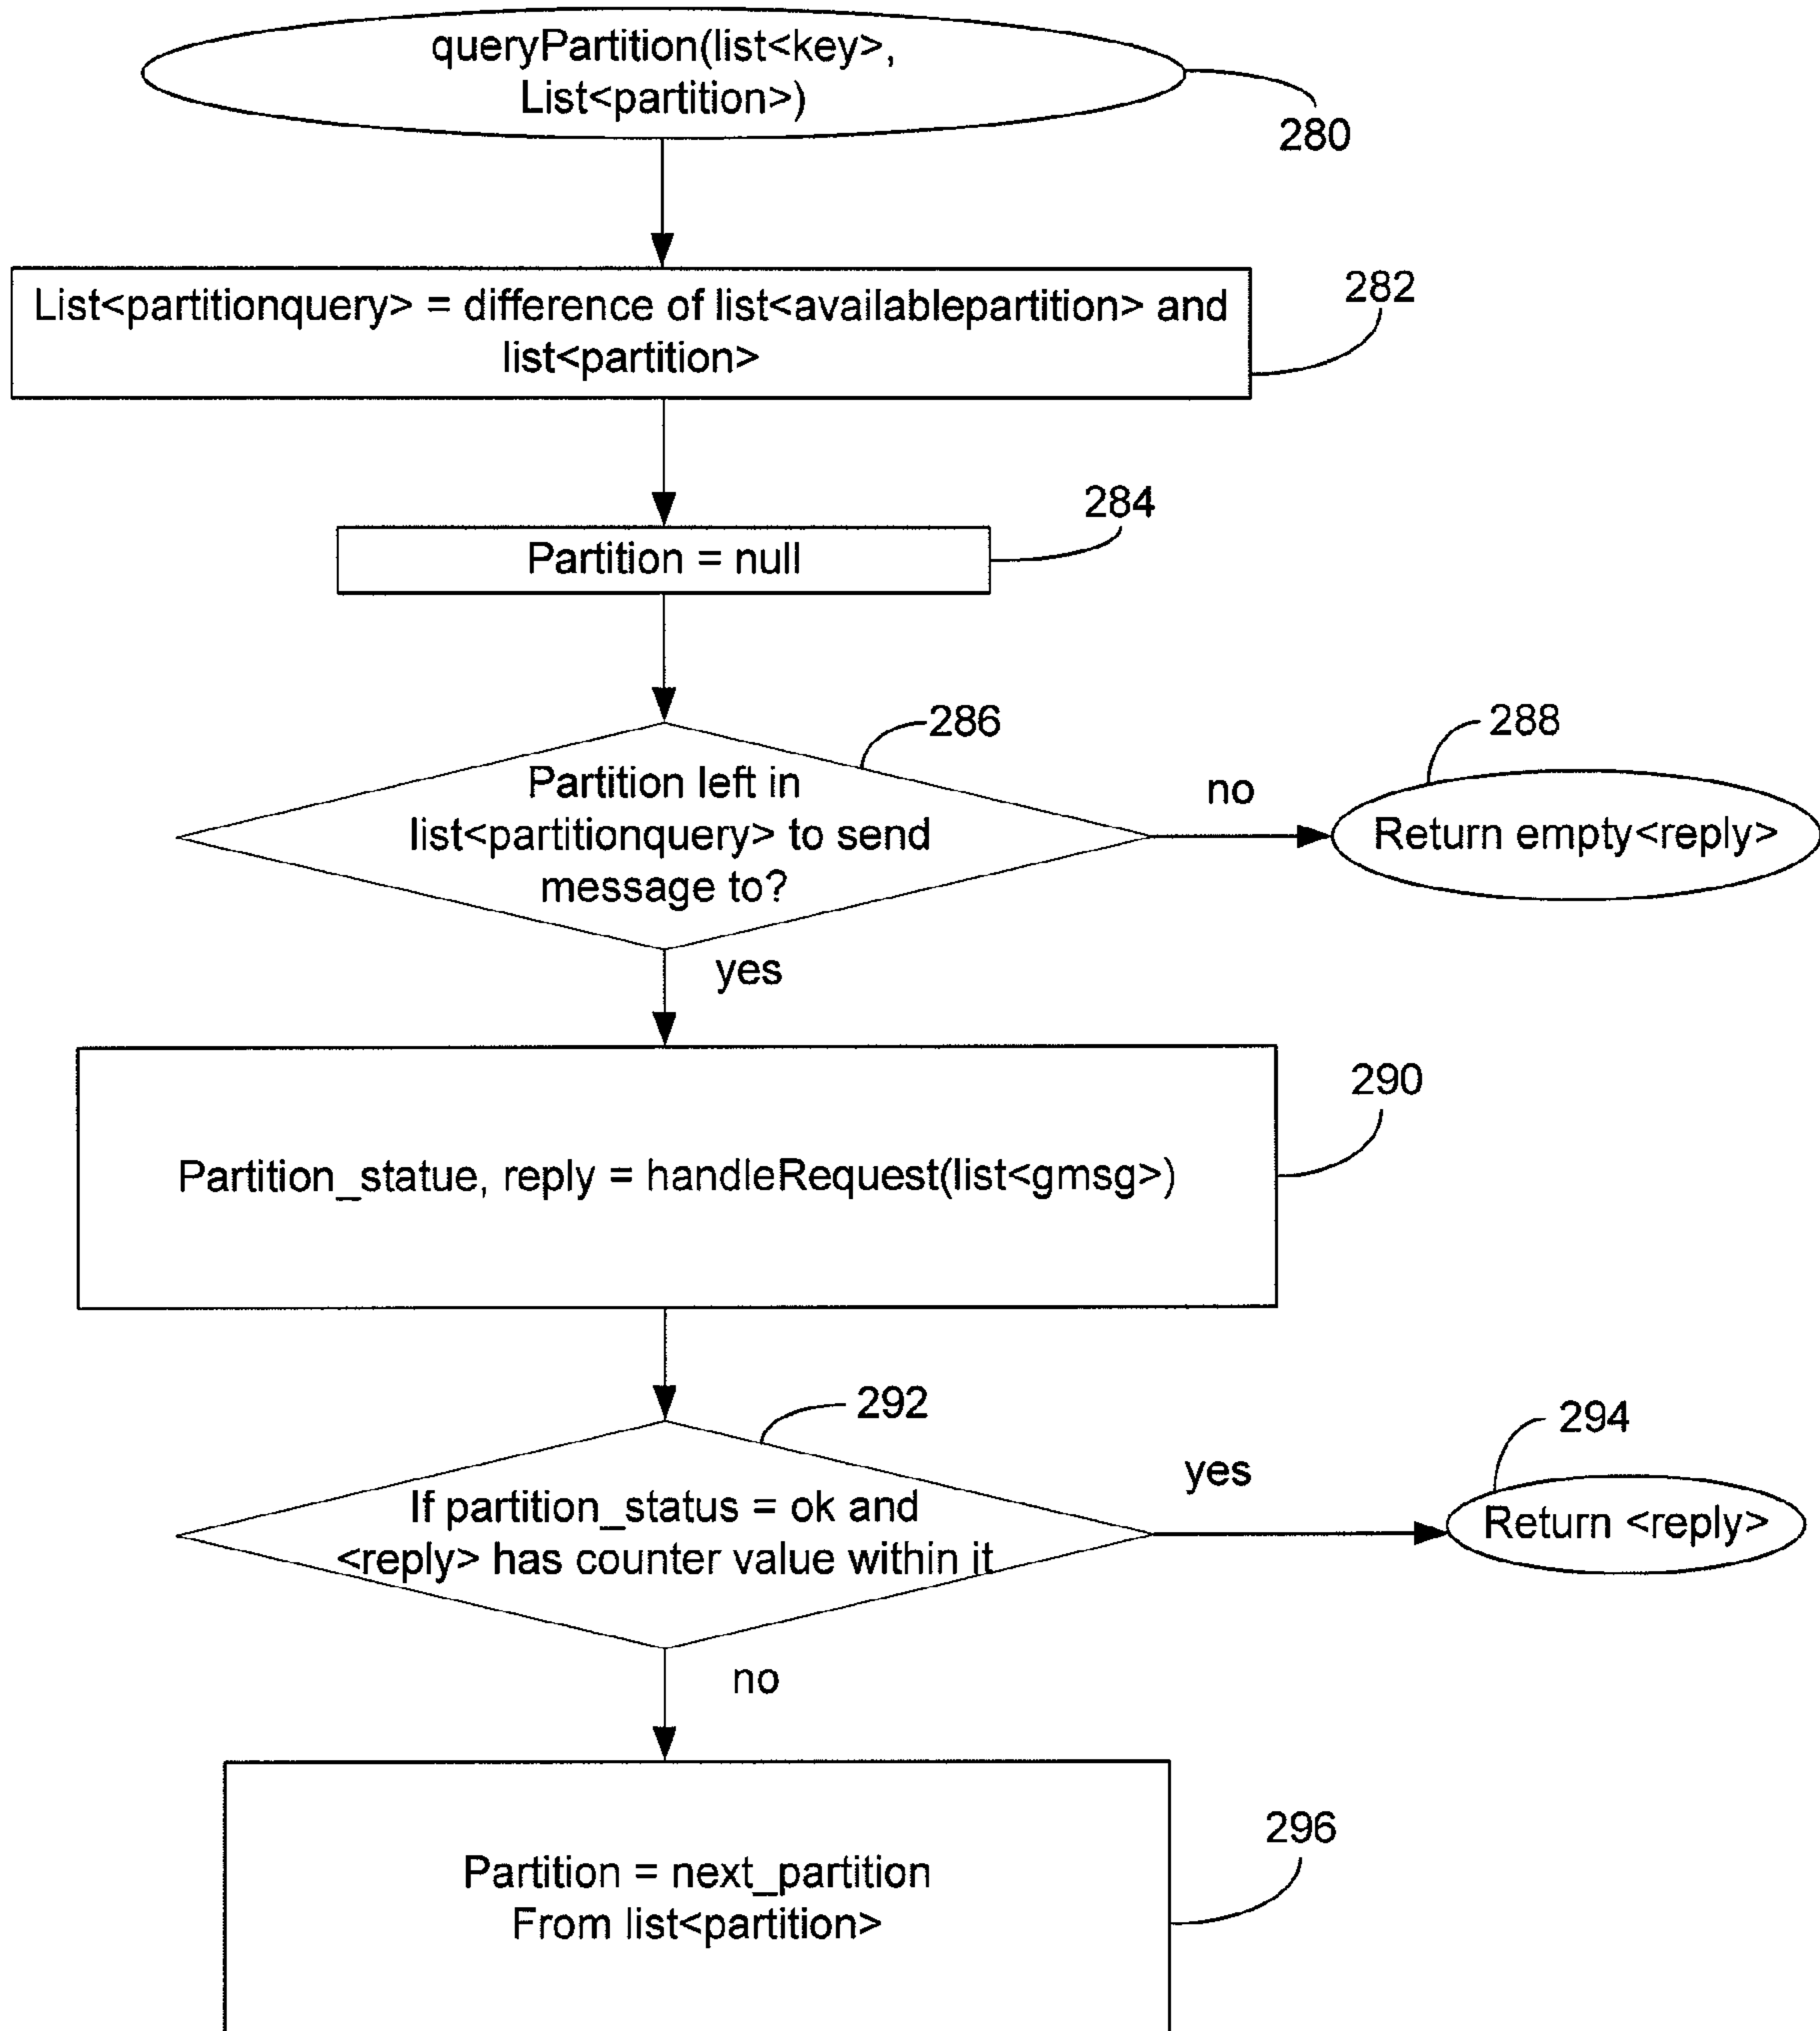 queryPartition(list<key>,
List<partition>)
280
List<partitionquery> = difference of list<availablepartition> and
list<partition>
282
Partition = null
284
Partition left in
list<partitionquery> to send
message to?
286
no
Return empty<reply>
288
yes
Partition_statue, reply = handleRequest(list<gmsg>)
290
If partition_status = ok and
<reply> has counter value within it
292
yes
Return <reply>
294
no
Partition = next_partition
From list<partition>
296